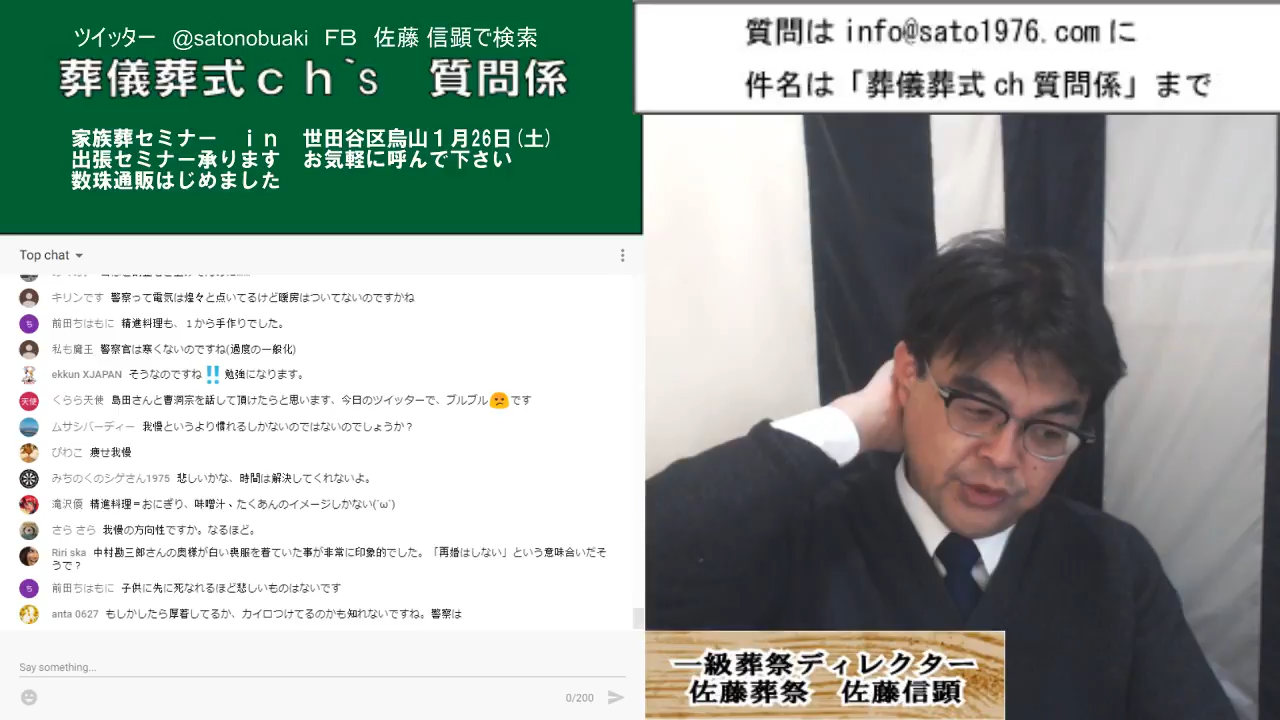 ツイッター @satonobuaki FB 佐藤 信顕で検索
葬儀葬式ch`s 質問係
家族葬セミナー in 世田谷区烏山1月26日(土)
出張セミナー承ります お気軽に呼んで下さい
数珠通販はじめました
質問は info@sato1976.com に
件名は「葬儀葬式 ch 質問係」まで
Top chat
キリンです 警察って電気は煌々と点いてるけど暖房はついてないのですかね
前田ちはもに 精進料理も、1から手作りでした。
私も魔王 警察官は寒くないのですね(過度の一般化)
ekkun XJAPAN そうなのですね‼勉強になります。
くらら天使 島田さんと曹洞宗を話して頂けたらと思います、今日のツイッターで、ブルブル😟です
ムサシバーディー 我慢というより慣れるしかないのではないのでしょうか?
びわこ 痩せ我慢
みちのくのシゲさん1975 悲しいかな、時間は解決してくれないよ。
滝沢優 精進料理=おにぎり、味噌汁、たくあんのイメージしかない(´ω`)
さら さら 我慢の方向性ですか。なるほど。
Riri ska 中村勘三郎さんの奥様が白い喪服を着ていた事が非常に印象的でした。「再婚はしない」という意味合いだそ
うで?
前田ちはもに 子供に先に死なれるほど悲しいものはないです
anta 0627 もしかしたら厚着してるか、カイロつけてるのかも知れないですね。警察は
Say something...
0/200
一級葬祭ディレクター
佐藤葬祭 佐藤信顕